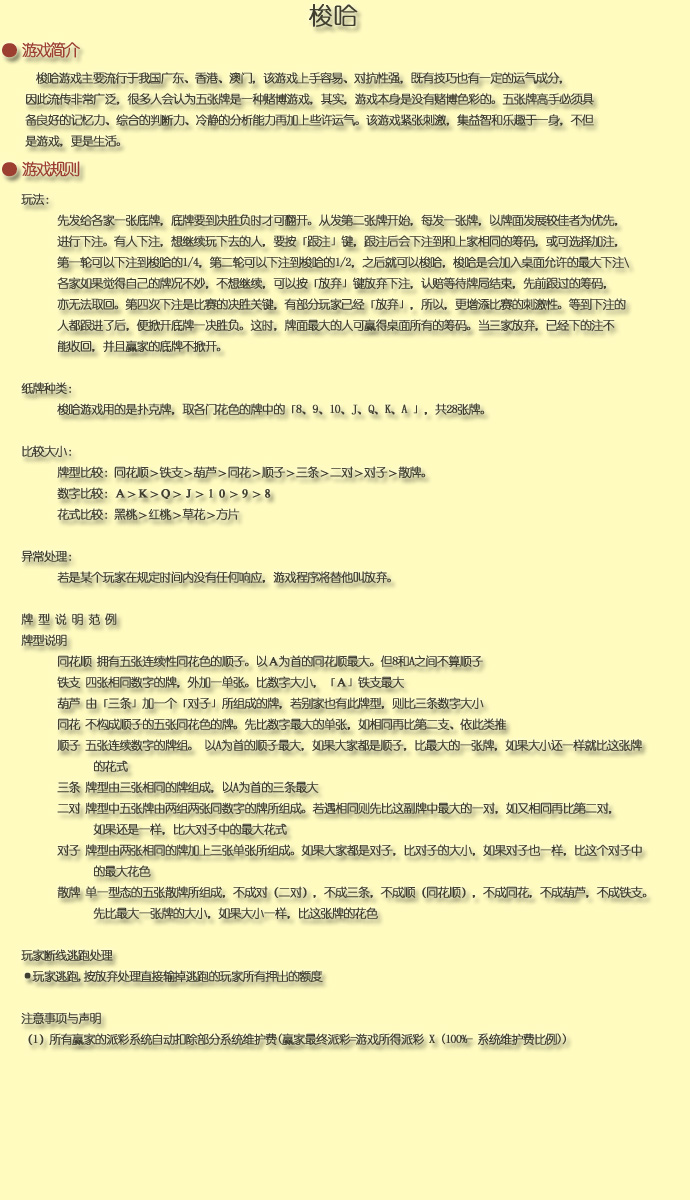 梭哈
游戏简介
梭哈游戏主要流行于我国广东、香港、澳门，该游戏上手容易、对抗性强，既有技巧也有一定的运气成分，
因此流传非常广泛，很多人会认为五张牌是一种赌博游戏，其实，游戏本身是没有赌博色彩的。五张牌高手必须具
备良好的记忆力、综合的判断力、冷静的分析能力再加上些许运气。该游戏紧张刺激，集益智和乐趣于一身，不但
是游戏，更是生活。
游戏规则
玩法：
先发给各家一张底牌，底牌要到决胜负时才可翻开。从发第二张牌开始，每发一张牌，以牌面发展较佳者为优先，
进行下注。有人下注，想继续玩下去的人，要按「跟注」键，跟注后会下注到和上家相同的筹码，或可选择加注，
第一轮可以下注到梭哈的1/4，第二轮可以下注到梭哈的1/2，之后就可以梭哈，梭哈是会加入桌面允许的最大下注\
各家如果觉得自己的牌况不妙，不想继续，可以按「放弃」键放弃下注，认赔等待牌局结束，先前跟过的筹码，
亦无法取回。第四次下注是比赛的决胜关键，有部分玩家已经「放弃」，所以，更增添比赛的刺激性。等到下注的
人都跟进了后，便掀开底牌一决胜负。这时，牌面最大的人可赢得桌面所有的筹码。当三家放弃，已经下的注不
能收回，并且赢家的底牌不掀开。
纸牌种类：
梭哈游戏用的是扑克牌，取各门花色的牌中的「8、9、10、J、Q、K、A 」，共28张牌。
比较大小：
牌型比较：同花顺＞铁支＞葫芦＞同花＞顺子＞三条＞二对＞对子＞散牌。
数字比较：Ａ＞Ｋ＞Ｑ＞Ｊ＞１０＞９＞８
花式比较：黑桃＞红桃＞草花＞方片
异常处理：
若是某个玩家在规定时间内没有任何响应，游戏程序将替他叫放弃。
牌 型 说 明 范 例
牌型说明
同花顺 拥有五张连续性同花色的顺子。以Ａ为首的同花顺最大。但8和A之间不算顺子
铁支 四张相同数字的牌，外加一单张。比数字大小，「Ａ」铁支最大
葫芦 由「三条」加一个「对子」所组成的牌，若别家也有此牌型，则比三条数字大小
同花 不构成顺子的五张同花色的牌。先比数字最大的单张，如相同再比第二支、依此类推
顺子 五张连续数字的牌组。 以A为首的顺子最大，如果大家都是顺子，比最大的一张牌，如果大小还一样就比这张牌
的花式
三条 牌型由三张相同的牌组成，以A为首的三条最大
二对 牌型中五张牌由两组两张同数字的牌所组成。若遇相同则先比这副牌中最大的一对，如又相同再比第二对，
如果还是一样，比大对子中的最大花式
对子 牌型由两张相同的牌加上三张单张所组成。如果大家都是对子，比对子的大小，如果对子也一样，比这个对子中
的最大花色
散牌 单一型态的五张散牌所组成，不成对（二对），不成三条，不成顺（同花顺），不成同花，不成葫芦，不成铁支。
先比最大一张牌的大小，如果大小一样，比这张牌的花色
玩家断线逃跑处理
●玩家逃跑，按放弃处理直接输掉逃跑的玩家所有押出的额度
注意事项与声明
（1）所有赢家的派彩系统自动扣除部分系统维护费(赢家最终派彩=游戏所得派彩 X（100%- 系统维护费比例）)